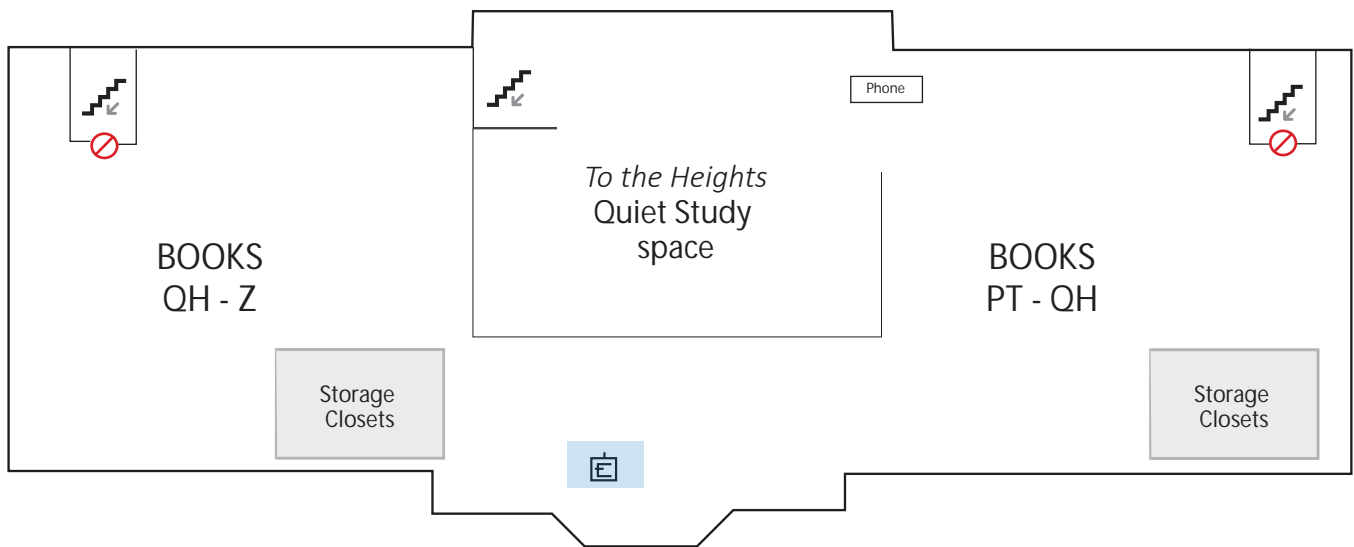 Phone
To the Heights
Quiet Study
space
BOOKS
QH - Z
BOOKS
PT - QH
Storage
Closets
Storage
Closets
E